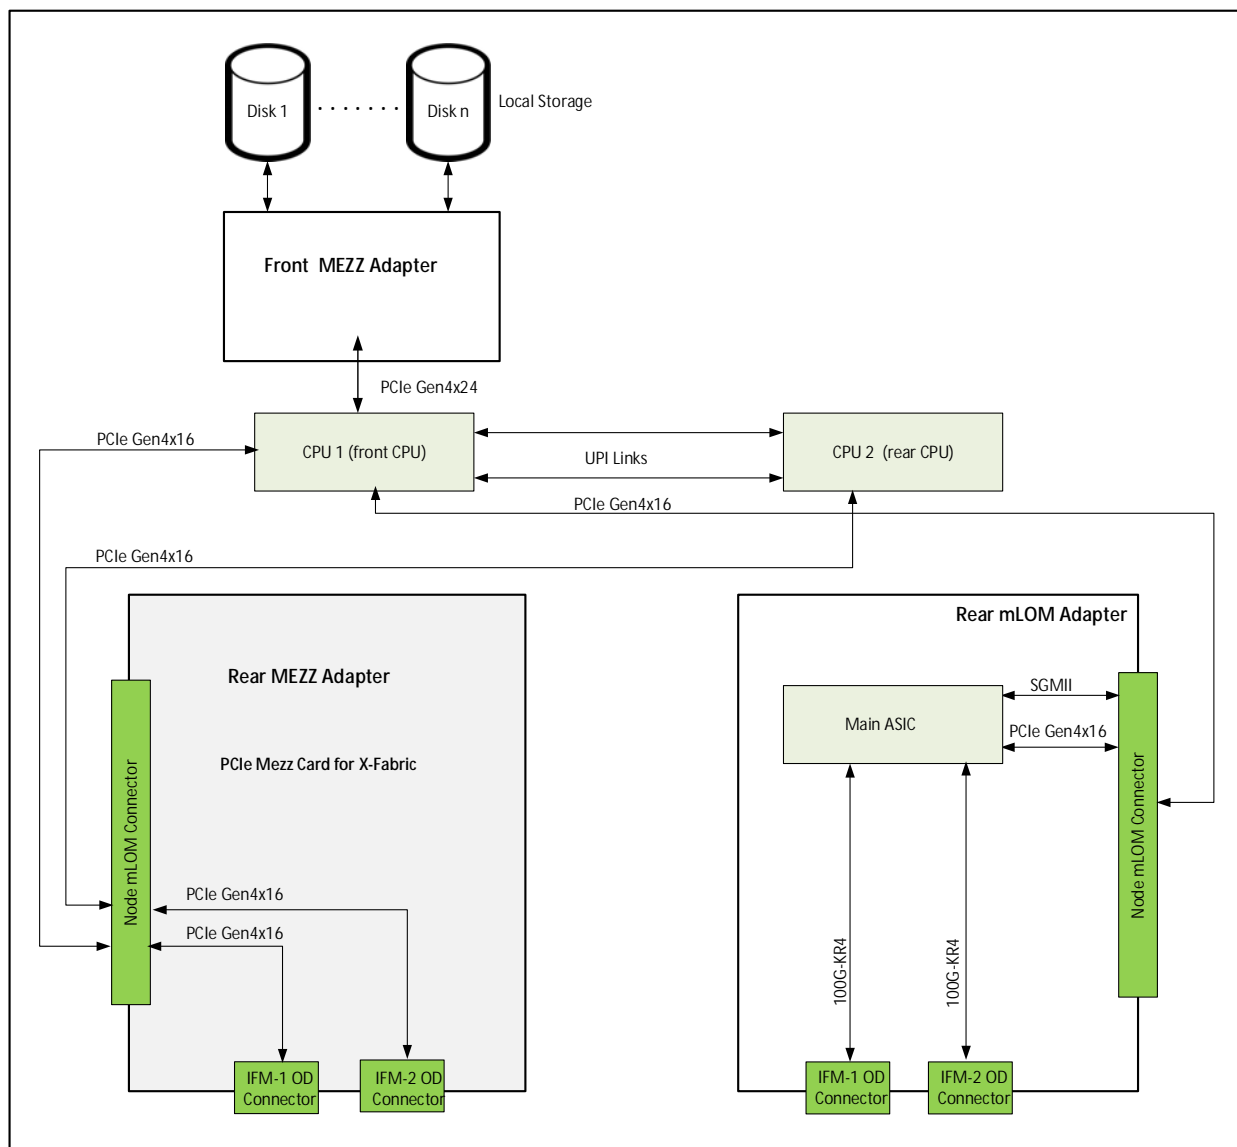 Disk 1
Disk n
Local Storage
Front MEZZ Adapter
PCIe Gen4x24
PCIe Gen4x16
CPU 1 (front CPU)
UPI Links
CPU 2 (rear CPU)
PCIe Gen4x16
PCIe Gen4x16
Rear MEZZ Adapter
PCIe Mezz Card for X-Fabric
Node mLOM Connector
PCIe Gen4x16
PCIe Gen4x16
IFM-1 OD
Connector
IFM-2 OD
Connector
Rear mLOM Adapter
Main ASIC
SGMII
PCIe Gen4x16
Node mLOM Connector
100G-KR4
100G-KR4
IFM-1 OD
Connector
IFM-2 OD
Connector